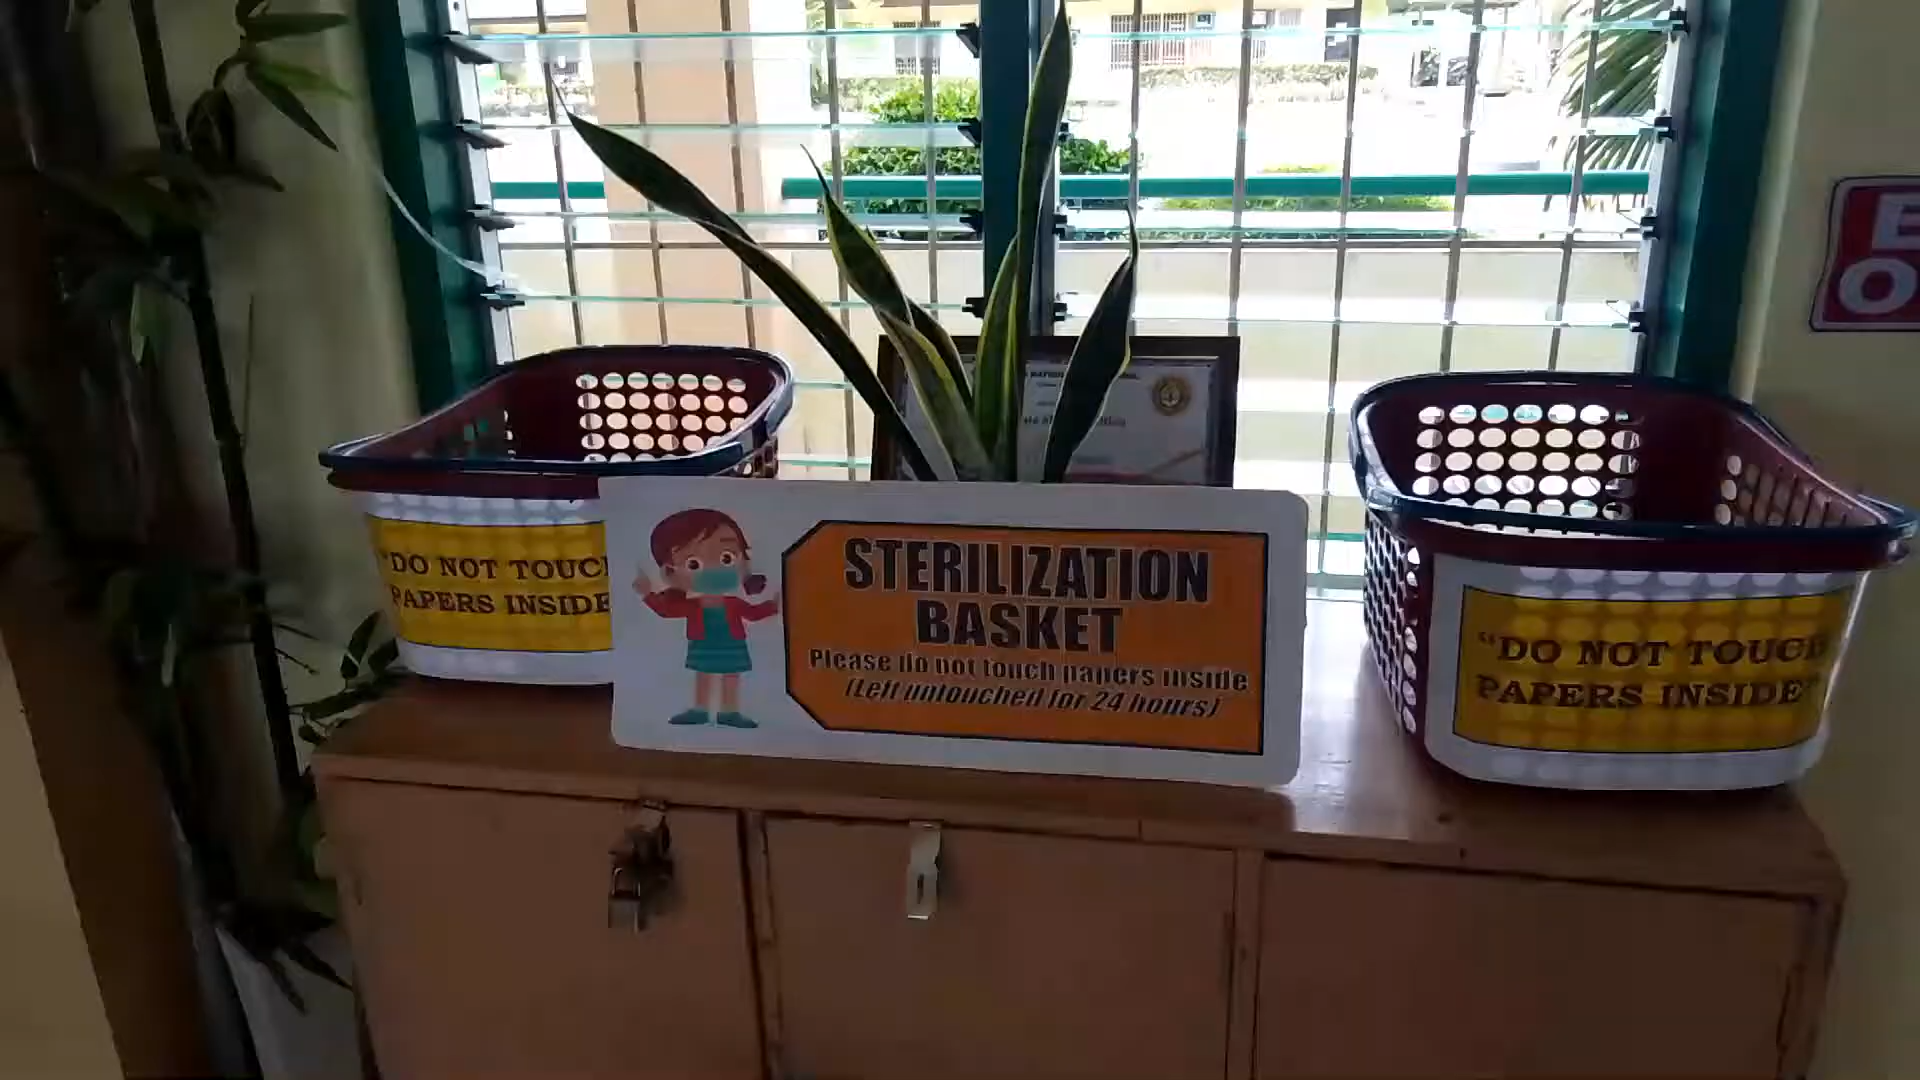 "DO NOT TOUCH
PAPERS INSIDE
STERILIZATION
BASKET
Please do not touch papers inside
(Left untouched for 24 hours)
"DO NOT TOUCH
PAPERS INSIDE"